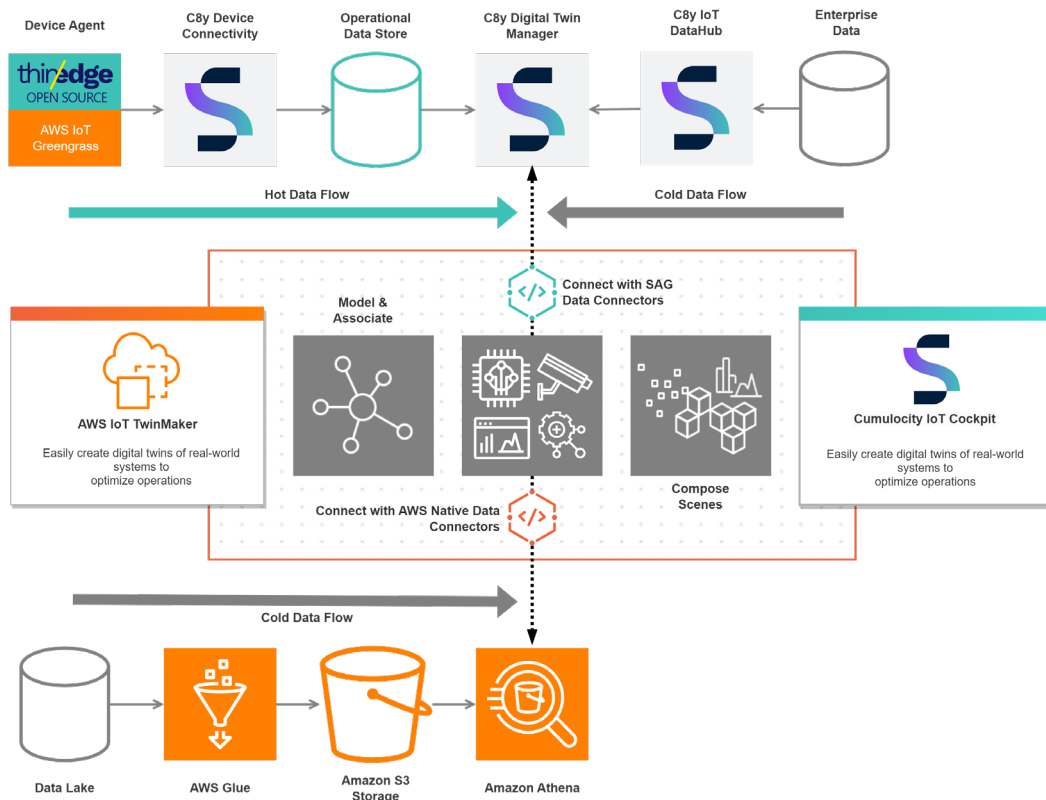 Device Agent
C8y Device
Connectivity
Operational
Data Store
C8y Digital Twin
Manager
C8y IoT
DataHub
Enterprise
Data
thin/edge
OPEN SOURCE
AWS IoT
Greengrass
Hot Data Flow
Cold Data Flow
Connect with SAG
Data Connectors
Model &
Associate
AWS IoT TwinMaker
Easily create digital twins of real-world
systems to
optimize operations
Cumulocity IoT Cockpit
Easily create digital twins of real-world
systems to
optimize operations
Compose
Scenes
Connect with AWS Native Data
Connectors
Cold Data Flow
Data Lake
AWS Glue
Amazon S3
Storage
Amazon Athena